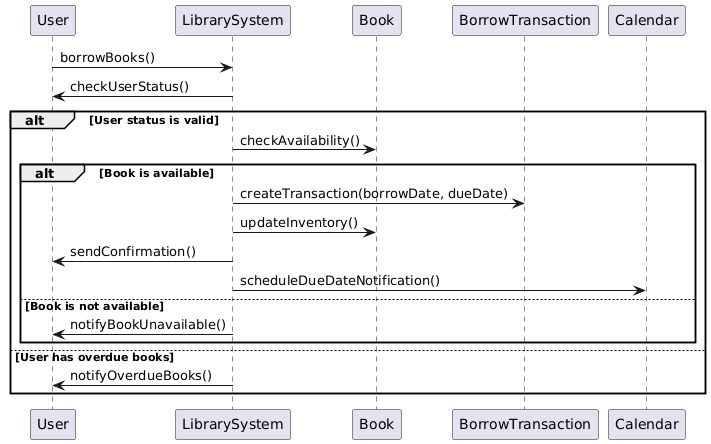 User LibrarySystem Book BorrowTransaction Calendar
borrowBooks()
checkUserStatus()
alt [User status is valid]
checkAvailability()
alt [Book is available]
createTransaction(borrowDate, dueDate)
updateInventory()
sendConfirmation()
scheduleDueDateNotification()
[Book is not available]
notifyBookUnavailable()
[User has overdue books]
notifyOverdueBooks()
User LibrarySystem Book BorrowTransaction Calendar